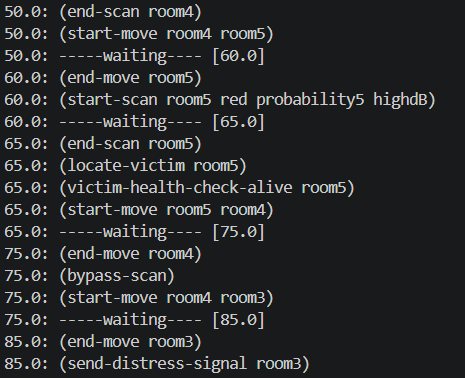 50.0: (end-scan room4)
50.0: (start-move room4 room5)
50.0: -----waiting---- [60.0]
60.0: (end-move room5)
60.0: (start-scan room5 red probability5 highdB)
60.0: -----waiting---- [65.0]
65.0: (end-scan room5)
65.0: (locate-victim room5)
65.0: (victim-health-check-alive room5)
65.0: (start-move room5 room4)
65.0: -----waiting---- [75.0]
75.0: (end-move room4)
75.0: (bypass-scan)
75.0: (start-move room4 room3)
75.0: -----waiting---- [85.0]
85.0: (end-move room3)
85.0: (send-distress-signal room3)